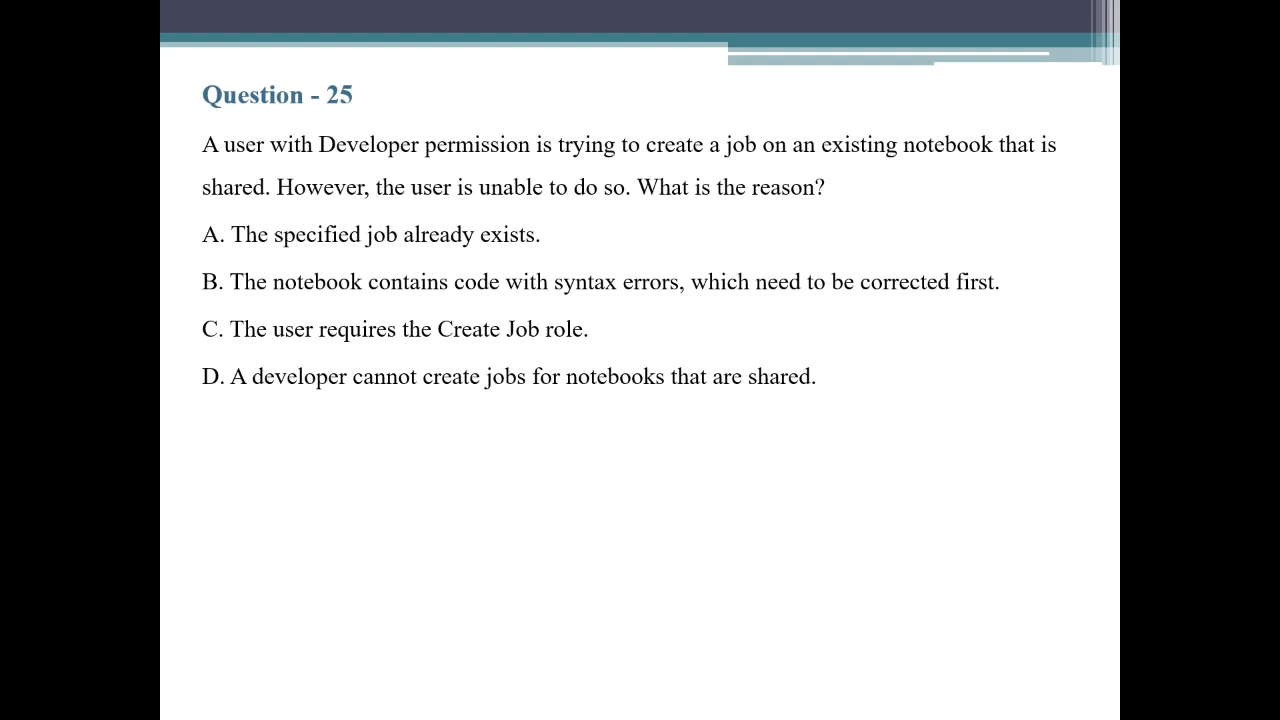 Question - 25
A user with Developer permission is trying to create a job on an existing notebook that is
shared. However, the user is unable to do so. What is the reason?
A. The specified job already exists.
B. The notebook contains code with syntax errors, which need to be corrected first.
C. The user requires the Create Job role.
D. A developer cannot create jobs for notebooks that are shared.